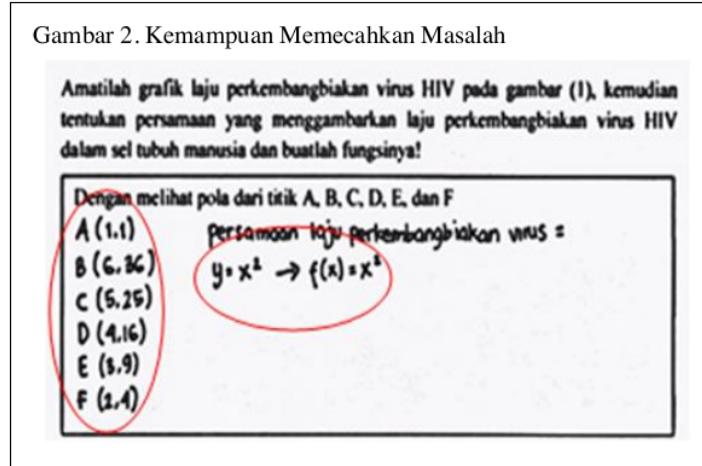 Gambar 2. Kemampuan Memecahkan Masalah
Amatilah grafik laju perkembangbiakan virus HIV pada gambar (1), kemudian
tentukan persamaan yang menggambarkan laju perkembangbiakan virus HIV
dalam sel tubuh manusia dan buatlah fungsinya!
Dengan melihat pola dari titik A, B, C, D, E, dan F
A (1.1) persamaan laju perkembangbiakan virus =
B (6.36) y = x² → f(x) = x²
C (5.25)
D (4.16)
E (3.9)
F (2.4)